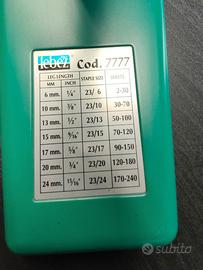 lebez Cod. 7777
LEG LENGTH STAPLE SIZE SHEETS
MM. INCH
6 mm. 1/4" 23/ 6 2-30
10 mm. 3/8" 23/10 30-70
13 mm. 1/2" 23/13 50-100
15 mm. 9/16" 23/15 70-120
17 mm. 5/8" 23/17 90-150
20 mm. 3/4" 23/20 120-180
24 mm. 15/16" 23/24 170-240
subito